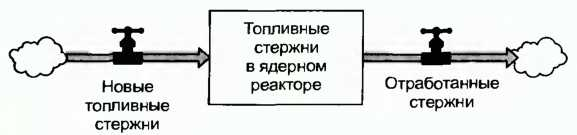 Топливные
стержни
в ядерном
реакторе
Новые
топливные
стержни
Отработанные
стержни